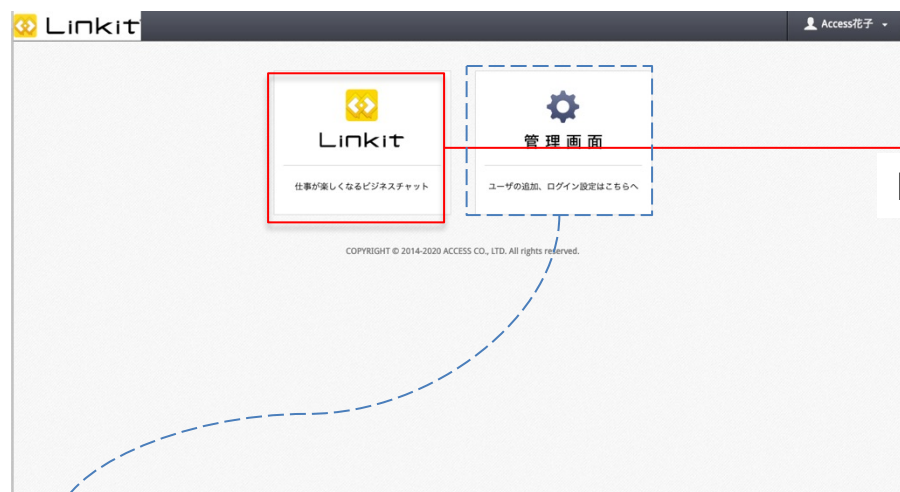 Linkit
Access花子
Linkit
管理画面
仕事が楽しくなるビジネスチャット
ユーザの追加、ログイン設定はこちらへ
COPYRIGHT © 2014-2020 ACCESS CO., LTD. All rights reserved.